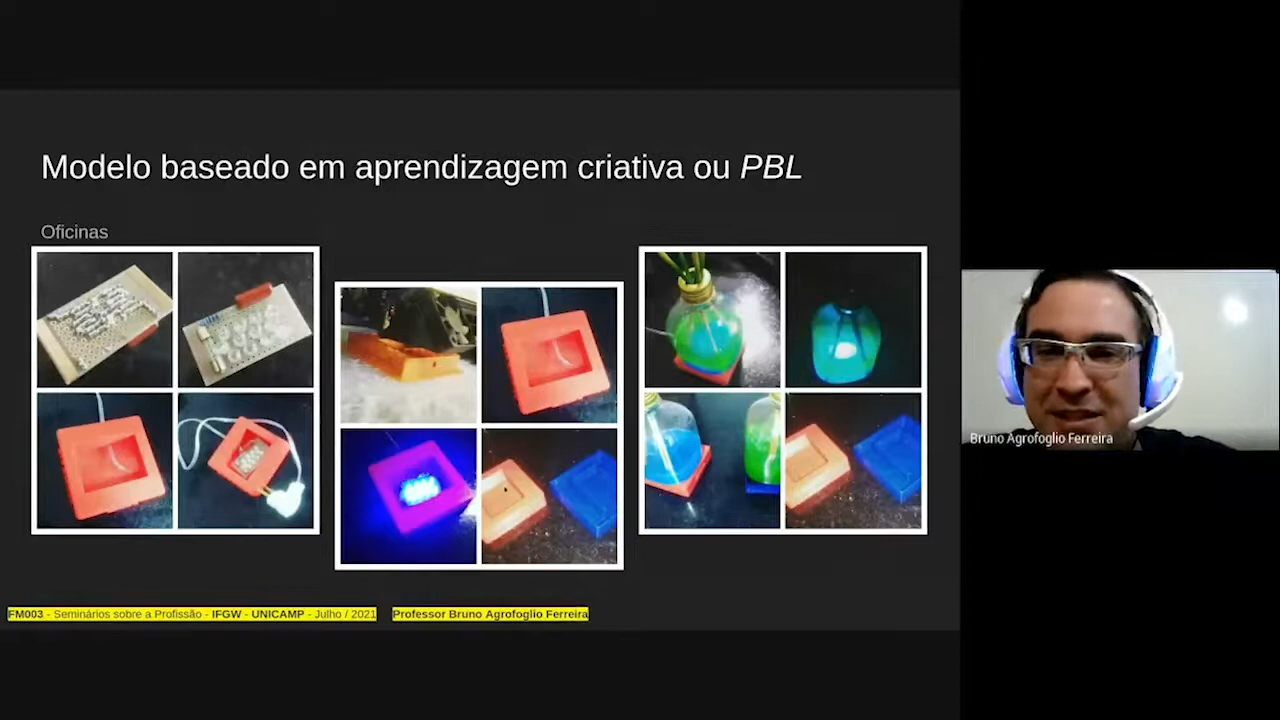 Modelo baseado em aprendizagem criativa ou PBL
Oficinas
Bruno Agrofoglio Ferreira
FM003 - Seminários sobre a Profissão - IFGW - UNICAMP - Julho / 2021 Professor Bruno Agrofoglio Ferreira